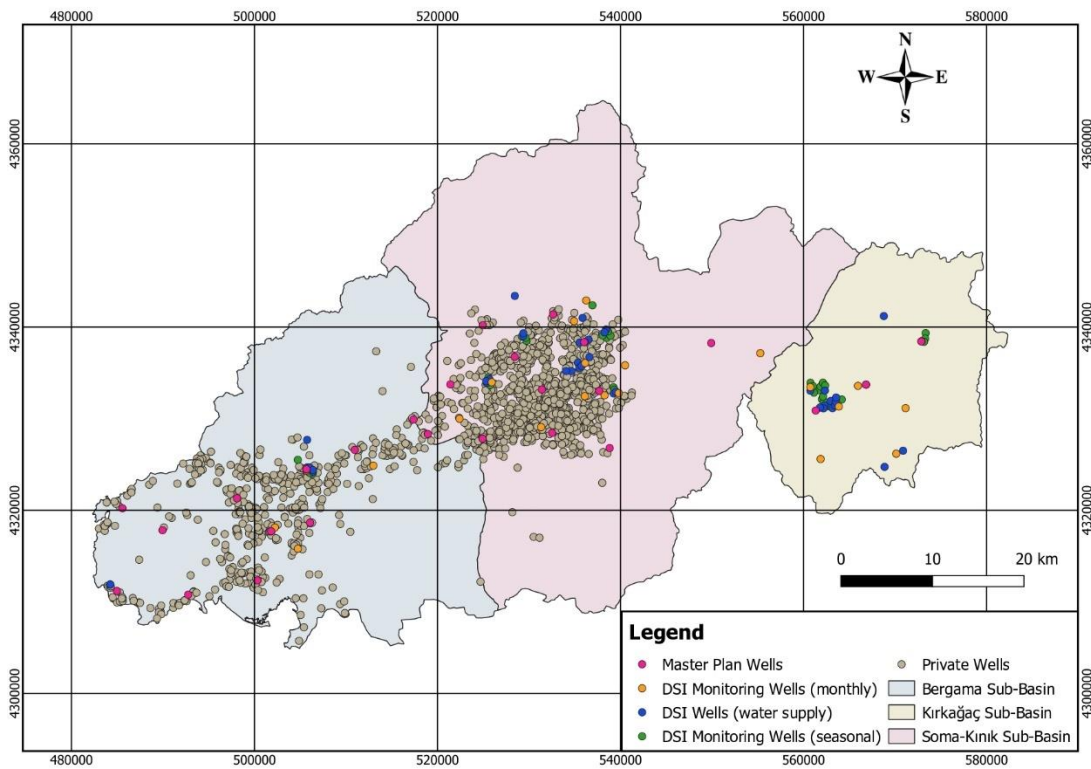 480000 500000 520000 540000 560000 580000
N
W E
S
4360000 4360000
4340000 4340000
4320000 4320000
0 10 20 km
Legend
Master Plan Wells
DSI Monitoring Wells (monthly)
DSI Wells (water supply)
DSI Monitoring Wells (seasonal)
Private Wells
Bergama Sub-Basin
Kırkağaç Sub-Basin
Soma-Kınık Sub-Basin
4300000 4300000
480000 500000 520000 540000 560000 580000